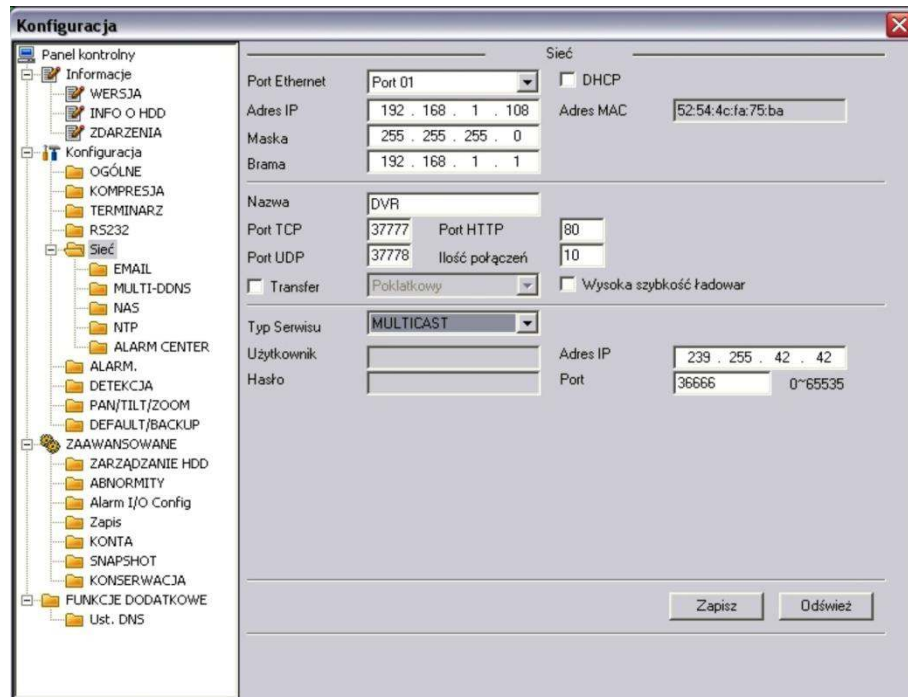 Konfiguracja
Panel kontrolny
Informacje
WERSJA
INFO O HDD
ZDARZENIA
Konfiguracja
OGÓLNE
KOMPRESJA
TERMINARZ
RS232
Sieć
EMAIL
MULTI-DDNS
NAS
NTP
ALARM CENTER
ALARM.
DETEKCJA
PAN/TILT/ZOOM
DEFAULT/BACKUP
ZAAWANSOWANE
ZARZĄDZANIE HDD
ABNORMITY
Alarm I/O Config
Zapis
KONTA
SNAPSHOT
KONSERWACJA
FUNKCJE DODATKOWE
Ust. DNS
Sieć
Port Ethernet Port 01 DHCP
Adres IP 192 . 168 . 1 . 108 Adres MAC 52:54:4c:fa:75:ba
Maska 255 . 255 . 255 . 0
Brama 192 . 168 . 1 . 1
Nazwa DVR
Port TCP 37777 Port HTTP 80
Port UDP 37778 Ilość połączeń 10
Transfer Poklatkowy Wysoka szybkość ładowar
Typ Serwisu MULTICAST
Użytkownik Adres IP 239 . 255 . 42 . 42
Hasło Port 36666 0~65535
Zapisz Odśwież